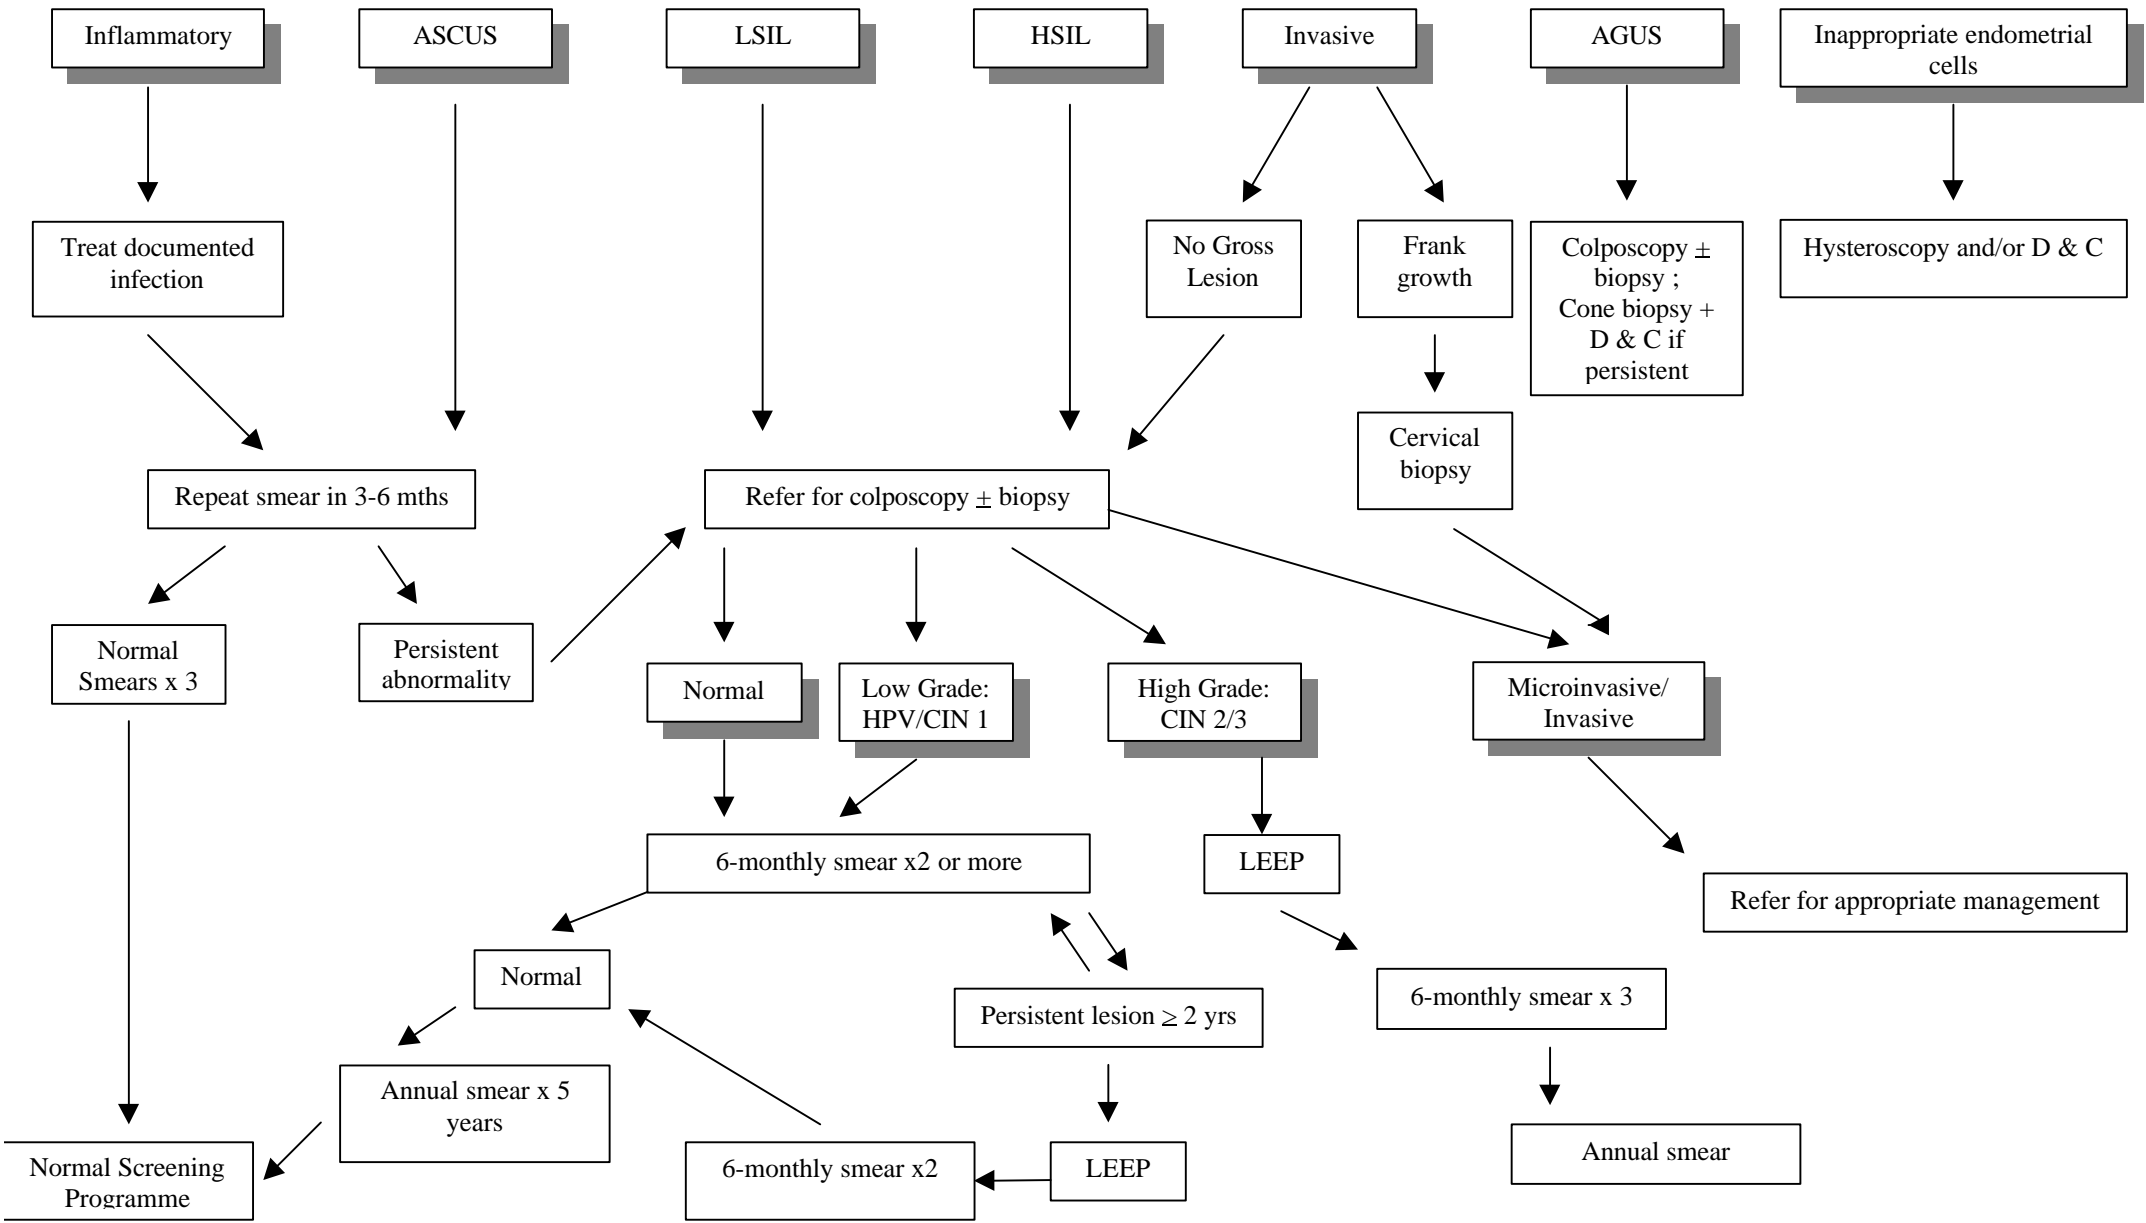 Inflammatory
ASCUS
LSIL
HSIL
Invasive
AGUS
Inappropriate endometrial
cells
Treat documented
infection
No Gross
Lesion
Frank
growth
Colposcopy ±
biopsy ;
Cone biopsy +
D & C if
persistent
Hysteroscopy and/or D & C
Cervical
biopsy
Repeat smear in 3-6 mths
Refer for colposcopy ± biopsy
Normal
Smears x 3
Persistent
abnormality
Normal
Low Grade:
HPV/CIN 1
High Grade:
CIN 2/3
Microinvasive/
Invasive
6-monthly smear x2 or more
LEEP
Refer for appropriate management
Normal
Persistent lesion ≥ 2 yrs
6-monthly smear x 3
Annual smear x 5
years
Normal Screening
Programme
6-monthly smear x2
LEEP
Annual smear